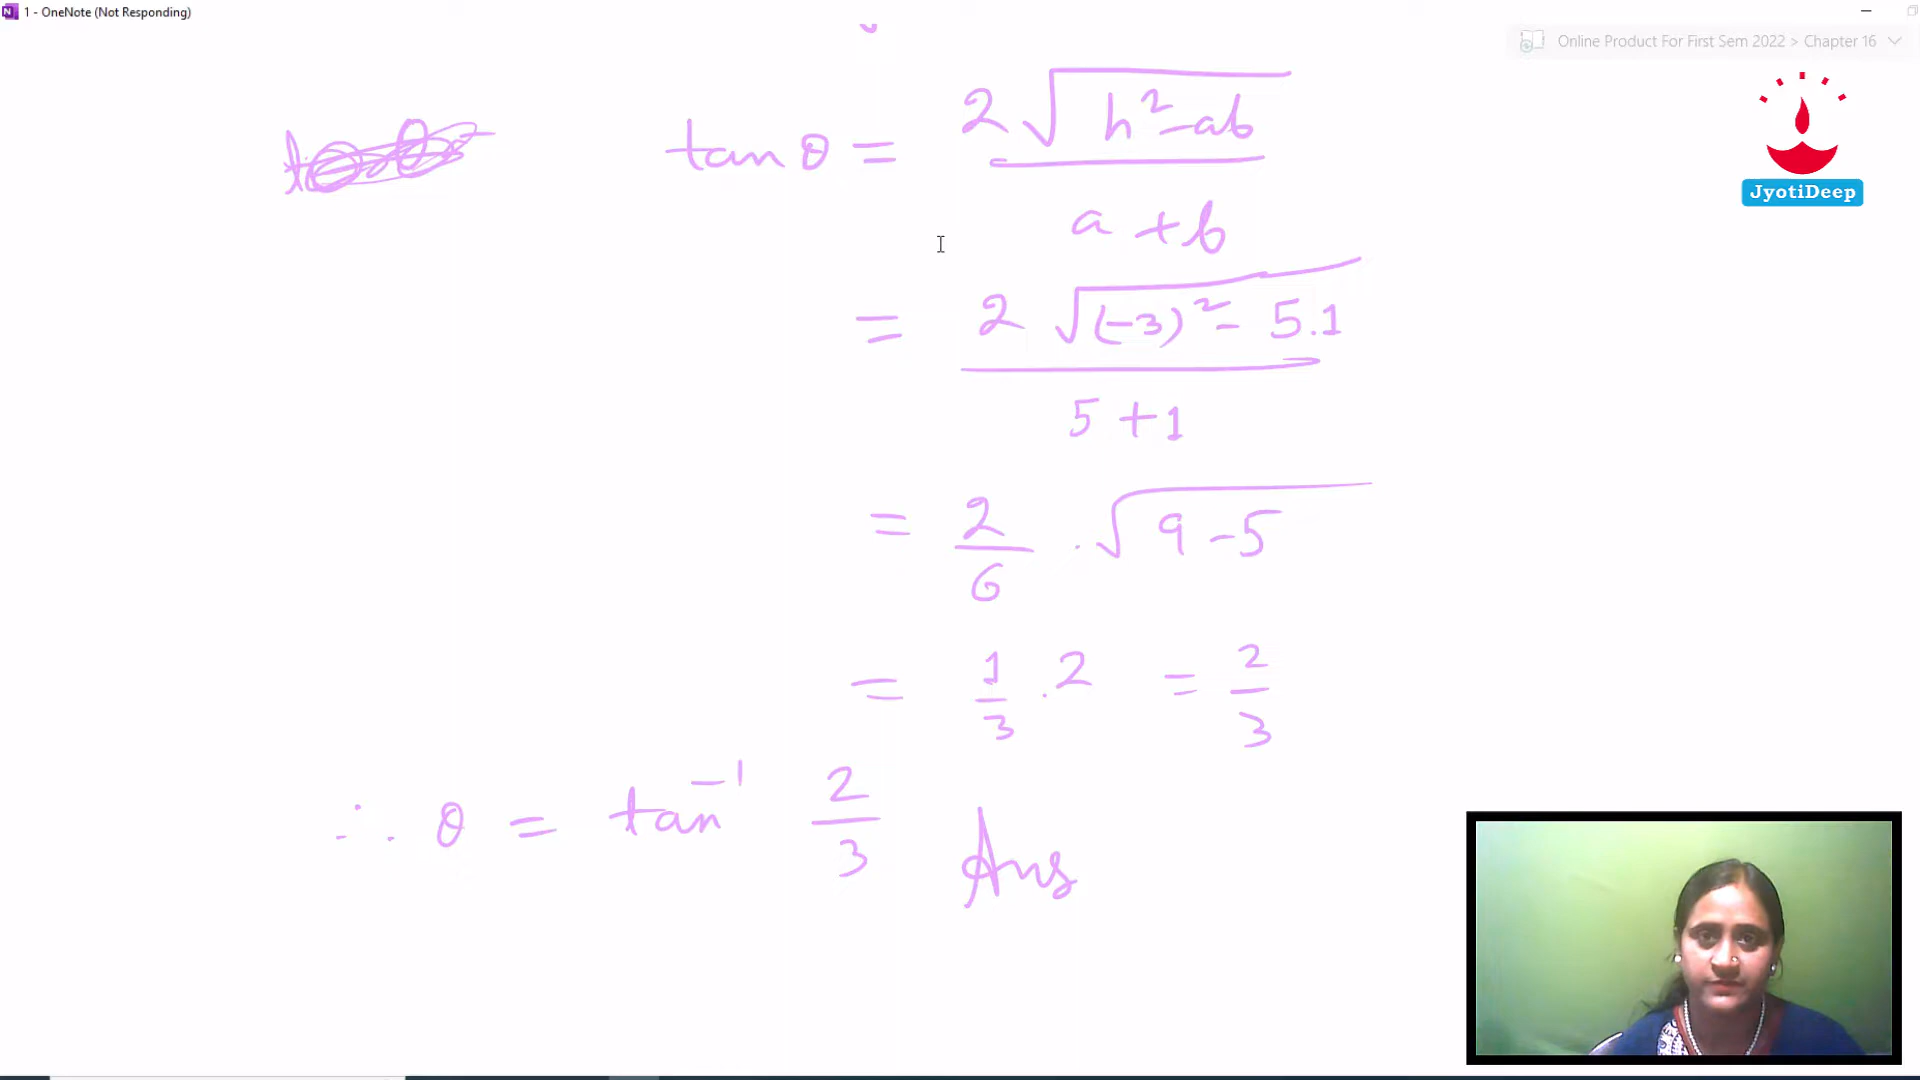 1 - OneNote (Not Responding)
Online Product For First Sem 2022 > Chapter 16
JyotiDeep
tan θ = 2√(h² - ab) / (a + b)
= 2 √((-3)² - 5.1) / (5 + 1)
= 2/6 . √(9 - 5)
= 1/3 . 2 = 2/3
∴ θ = tan⁻¹ 2/3 Ans